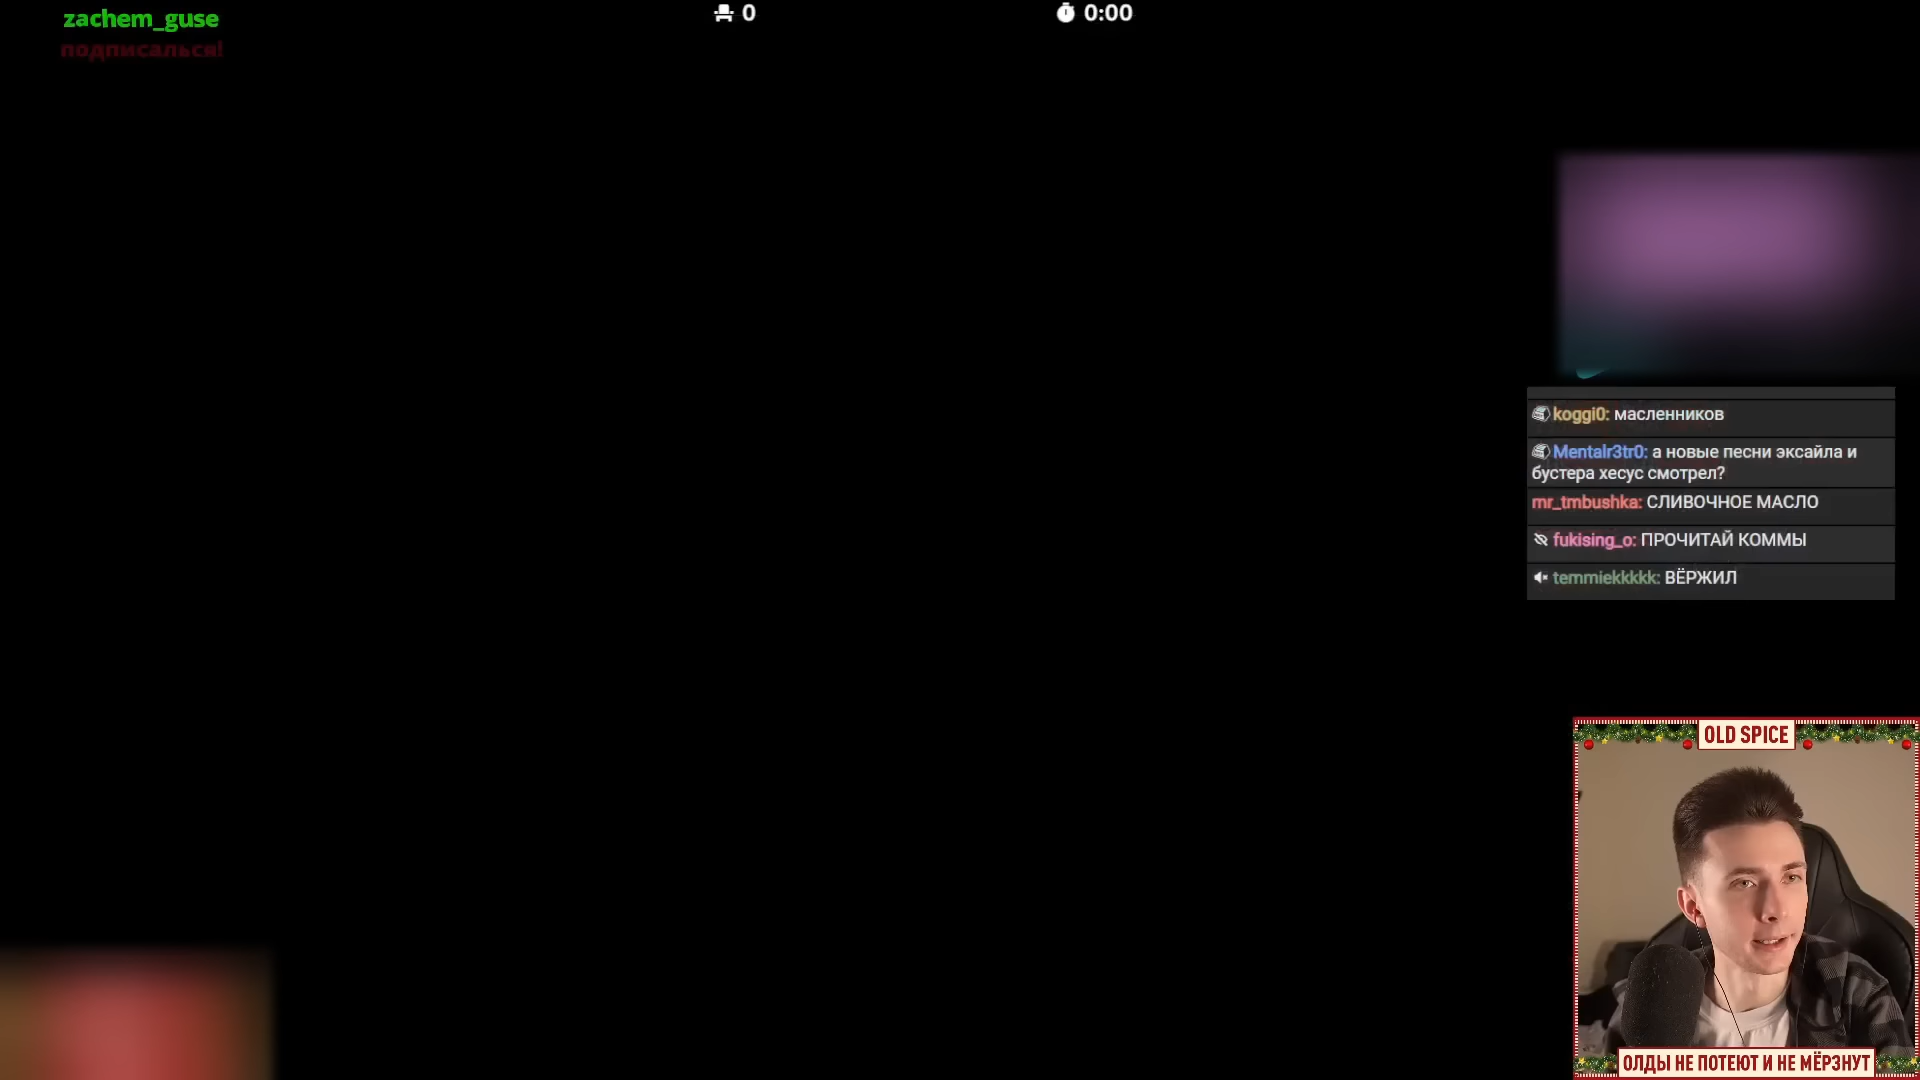 zachem_guse
подписалься!
0
0:00
koggi0: масленников
Mentalr3tr0: а новые песни эксайла и
бустера хесус смотрел?
mr_tmbushka: СЛИВОЧНОЕ МАСЛО
fukising_o: ПРОЧИТАЙ КОММЫ
temmiekkkkk: ВЁРЖИЛ
OLD SPICE
ОЛДЫ НЕ ПОТЕЮТ И НЕ МЁРЗНУТ